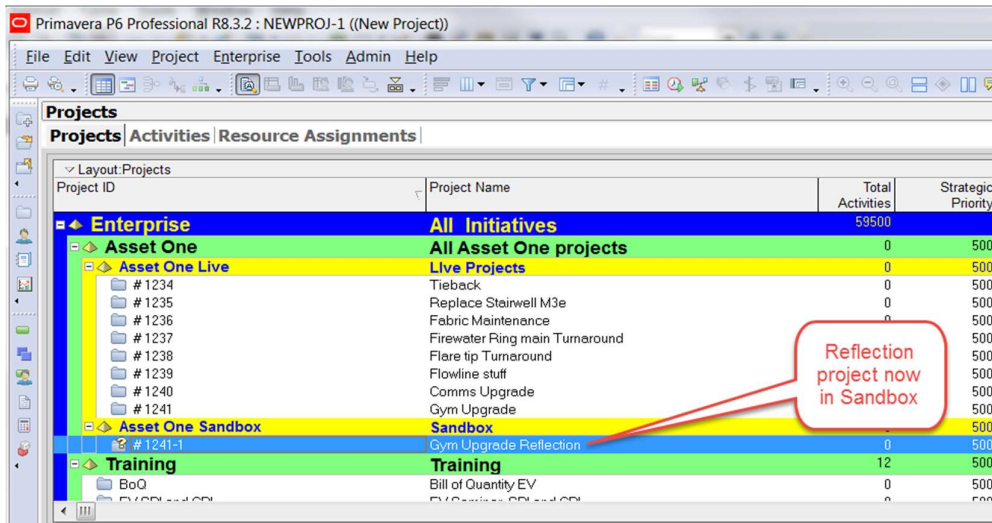 Primavera P6 Professional R8.3.2 : NEWPROJ-1 ((New Project))
File Edit View Project Enterprise Tools Admin Help
Projects
Projects Activities Resource Assignments
Layout:Projects
Project ID Project Name Total Activities Strategic Priority
Enterprise All Initiatives 59500
Asset One All Asset One projects 0 500
Asset One Live Live Projects 0 500
# 1234 Tieback 0 500
# 1235 Replace Stairwell M3e 0 500
# 1236 Fabric Maintenance 500
# 1237 Firewater Ring main Turnaround 500
# 1238 Flare tip Turnaround 500
# 1239 Flowline stuff 500
# 1240 Comms Upgrade 500
# 1241 Gym Upgrade 500
Reflection
project now
in Sandbox
Asset One Sandbox Sandbox 500
# 1241-1 Gym Upgrade Reflection 0 500
Training Training 12 500
BoQ Bill of Quantity EV 0 500